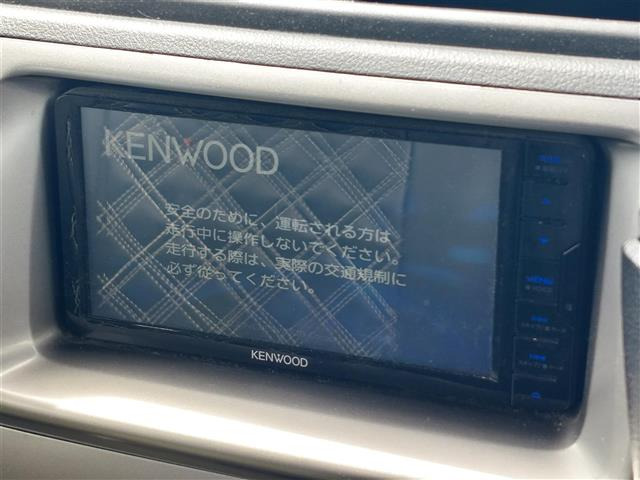 KENWOOD
安全のために、運転される方は
走行中に操作しないでください。
走行する際は、実際の交通規制に
必ず従ってください。
KENWOOD
MENU